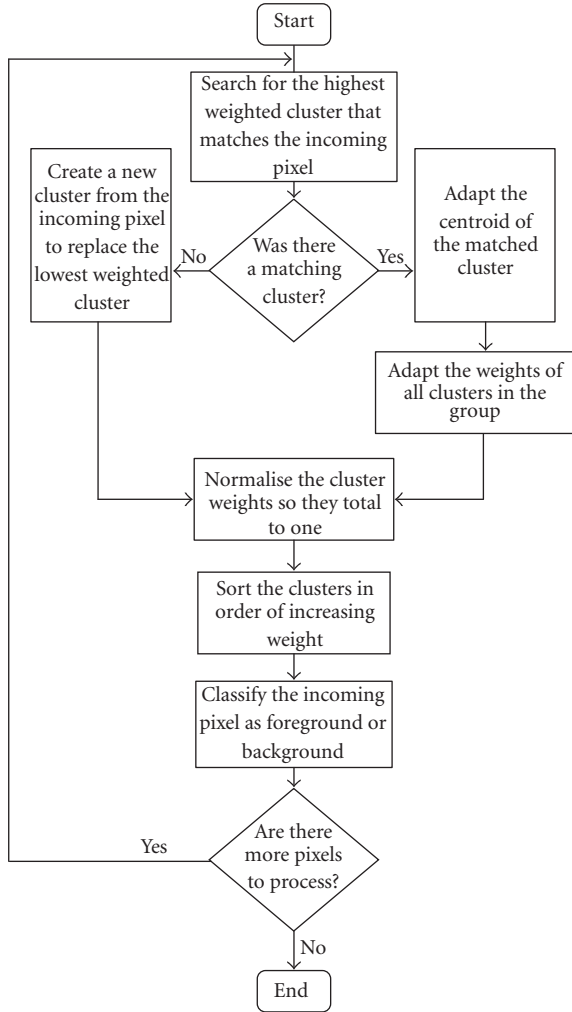 Start
Search for the highest
weighted cluster that
matches the incoming
pixel
Create a new
cluster from the
incoming pixel
to replace the
lowest weighted
cluster
No
Was there
a matching
cluster?
Yes
Adapt the
centroid of
the matched
cluster
Adapt the weights of
all clusters in the
group
Normalise the cluster
weights so they total
to one
Sort the clusters in
order of increasing
weight
Classify the incoming
pixel as foreground or
background
Yes
Are there
more pixels
to process?
No
End